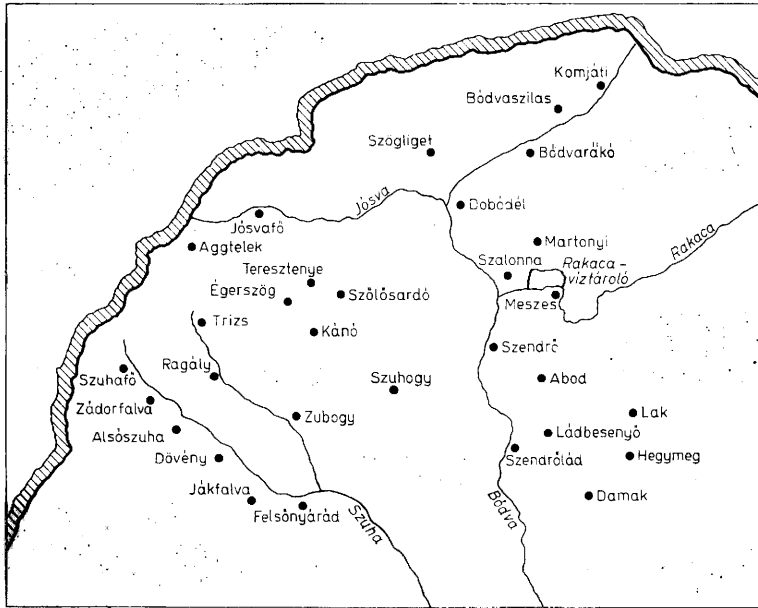 Komjáti
Bódvaszilas
Szögliget
Bódvarákó
Jósva
Dobódél
Jósvafő
Aggtelek
Martonyi
Rakaca
Szalonna
Rakaca-
víztároló
Teresztenye
Égerszög
Szőlősardó
Meszes
Trizs
Kánó
Szendrő
Szuhafő
Ragály
Szuhogy
Abod
Zádorfalva
Zubogy
Lak
Alsószuha
Ládbesenyő
Dövény
Szendrőlád
Hegymeg
Jákfalva
Felsőnyárád
Szuha
Bódva
Damak